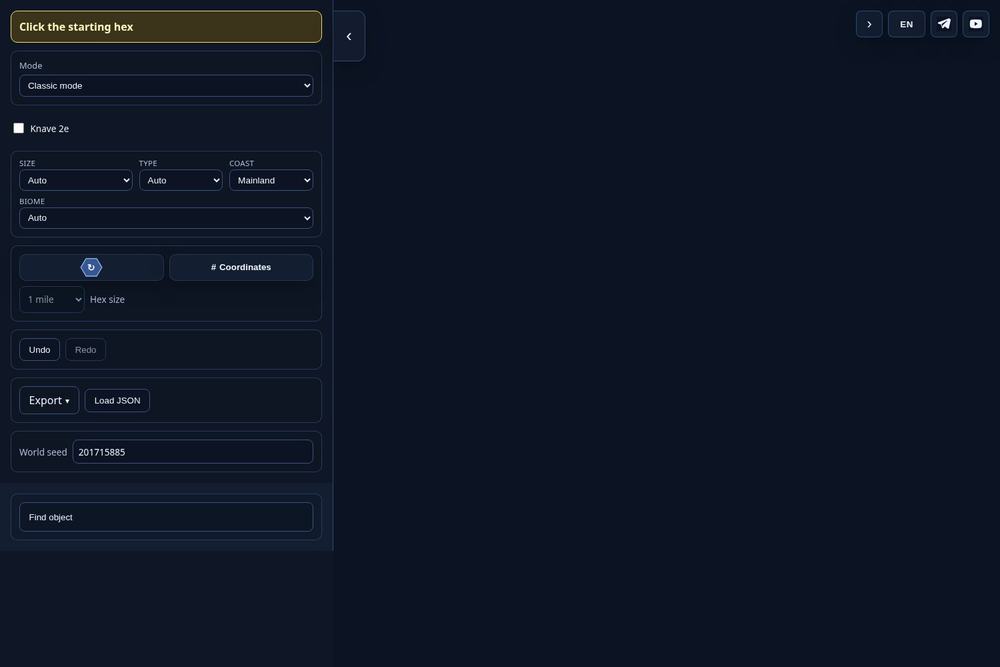 Click the starting hex
EN
Mode
Classic mode
Knave 2e
SIZE
TYPE
COAST
Auto
Auto
Mainland
BIOME
Auto
# Coordinates
1 mile
Hex size
Undo
Redo
Export ▾
Load JSON
World seed
201715885
Find object